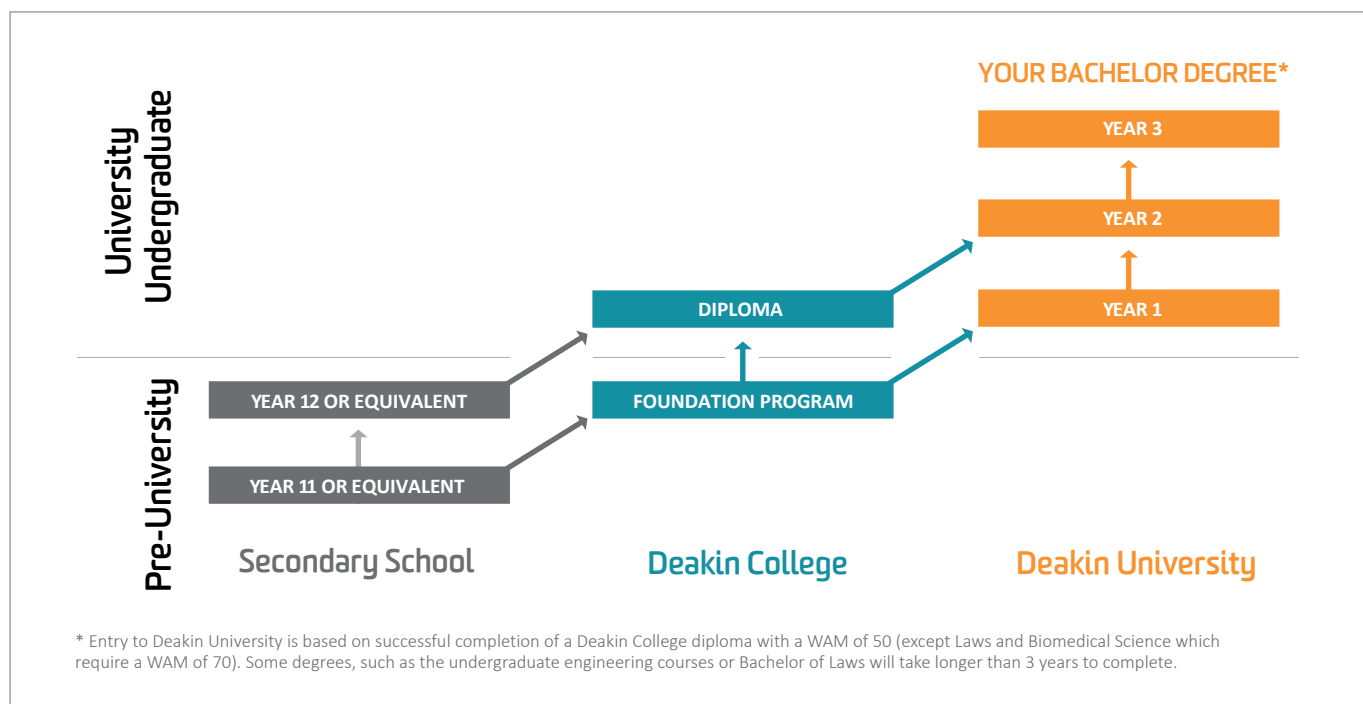 University
Undergraduate
YOUR BACHELOR DEGREE*
YEAR 3
YEAR 2
DIPLOMA
YEAR 1
Pre-University
YEAR 12 OR EQUIVALENT
FOUNDATION PROGRAM
YEAR 11 OR EQUIVALENT
Secondary School
Deakin College
Deakin University
* Entry to Deakin University is based on successful completion of a Deakin College diploma with a WAM of 50 (except Laws and Biomedical Science which
require a WAM of 70). Some degrees, such as the undergraduate engineering courses or Bachelor of Laws will take longer than 3 years to complete.